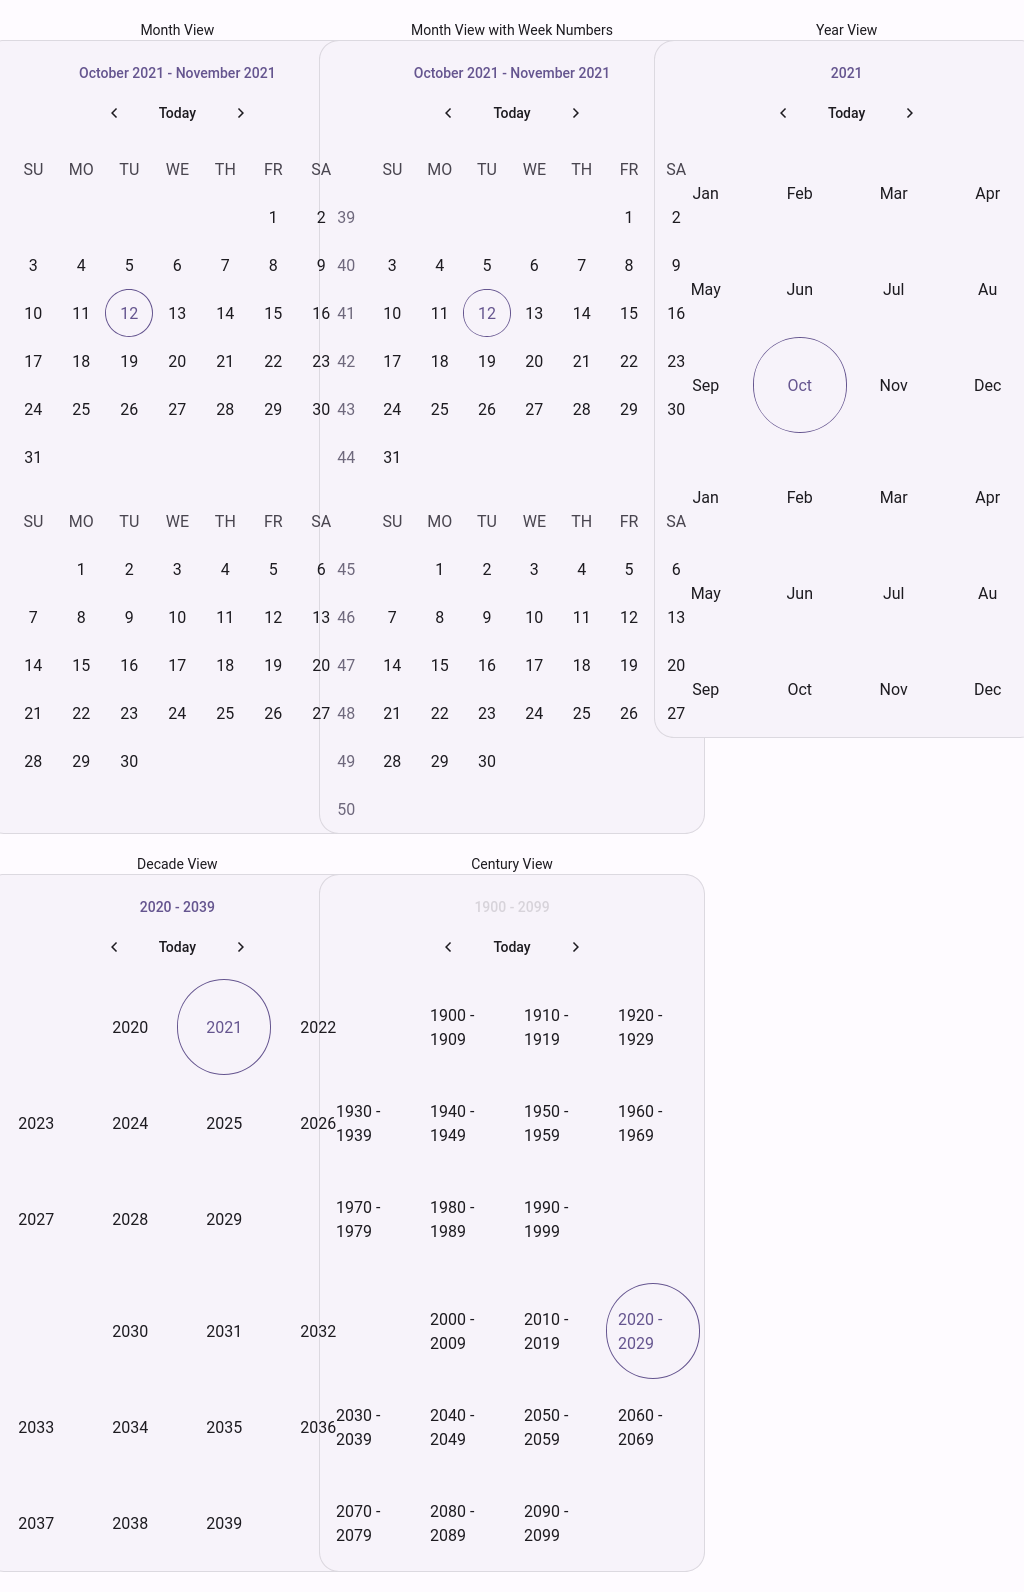 Month View
October 2021 - November 2021
Today
SU MO TU WE TH FR SA
1 2
3 4 5 6 7 8 9
10 11 12 13 14 15 16
17 18 19 20 21 22 23
24 25 26 27 28 29 30
31
SU MO TU WE TH FR SA
1 2 3 4 5 6
7 8 9 10 11 12 13
14 15 16 17 18 19 20
21 22 23 24 25 26 27
28 29 30
Month View with Week Numbers
October 2021 - November 2021
Today
SU MO TU WE TH FR SA
39 1 2
40 3 4 5 6 7 8 9
41 10 11 12 13 14 15 16
42 17 18 19 20 21 22 23
43 24 25 26 27 28 29 30
44 31
SU MO TU WE TH FR SA
45 1 2 3 4 5 6
46 7 8 9 10 11 12 13
47 14 15 16 17 18 19 20
48 21 22 23 24 25 26 27
49 28 29 30
50
Year View
2021
Today
Jan Feb Mar Apr
May Jun Jul Au
Sep Oct Nov Dec
Jan Feb Mar Apr
May Jun Jul Au
Sep Oct Nov Dec
Decade View
2020 - 2039
Today
2020 2021 2022
2023 2024 2025 2026
2027 2028 2029
2030 2031 2032
2033 2034 2035 2036
2037 2038 2039
Century View
1900 - 2099
Today
1900 - 1910 - 1920 -
1909 1919 1929
1930 - 1940 - 1950 - 1960 -
1939 1949 1959 1969
1970 - 1980 - 1990 -
1979 1989 1999
2000 - 2010 - 2020 -
2009 2019 2029
2030 - 2040 - 2050 - 2060 -
2039 2049 2059 2069
2070 - 2080 - 2090 -
2079 2089 2099